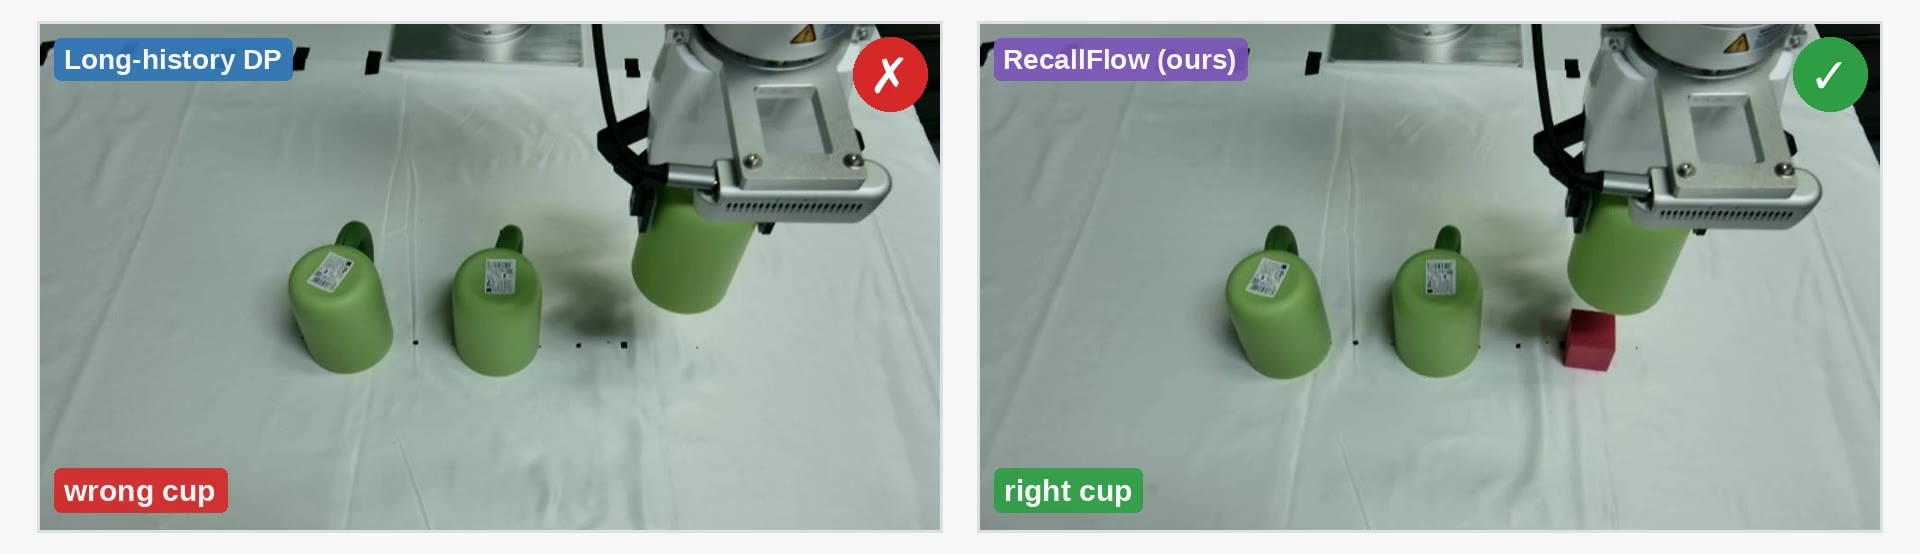 Long-history DP
✗
wrong cup
RecallFlow (ours)
✓
right cup